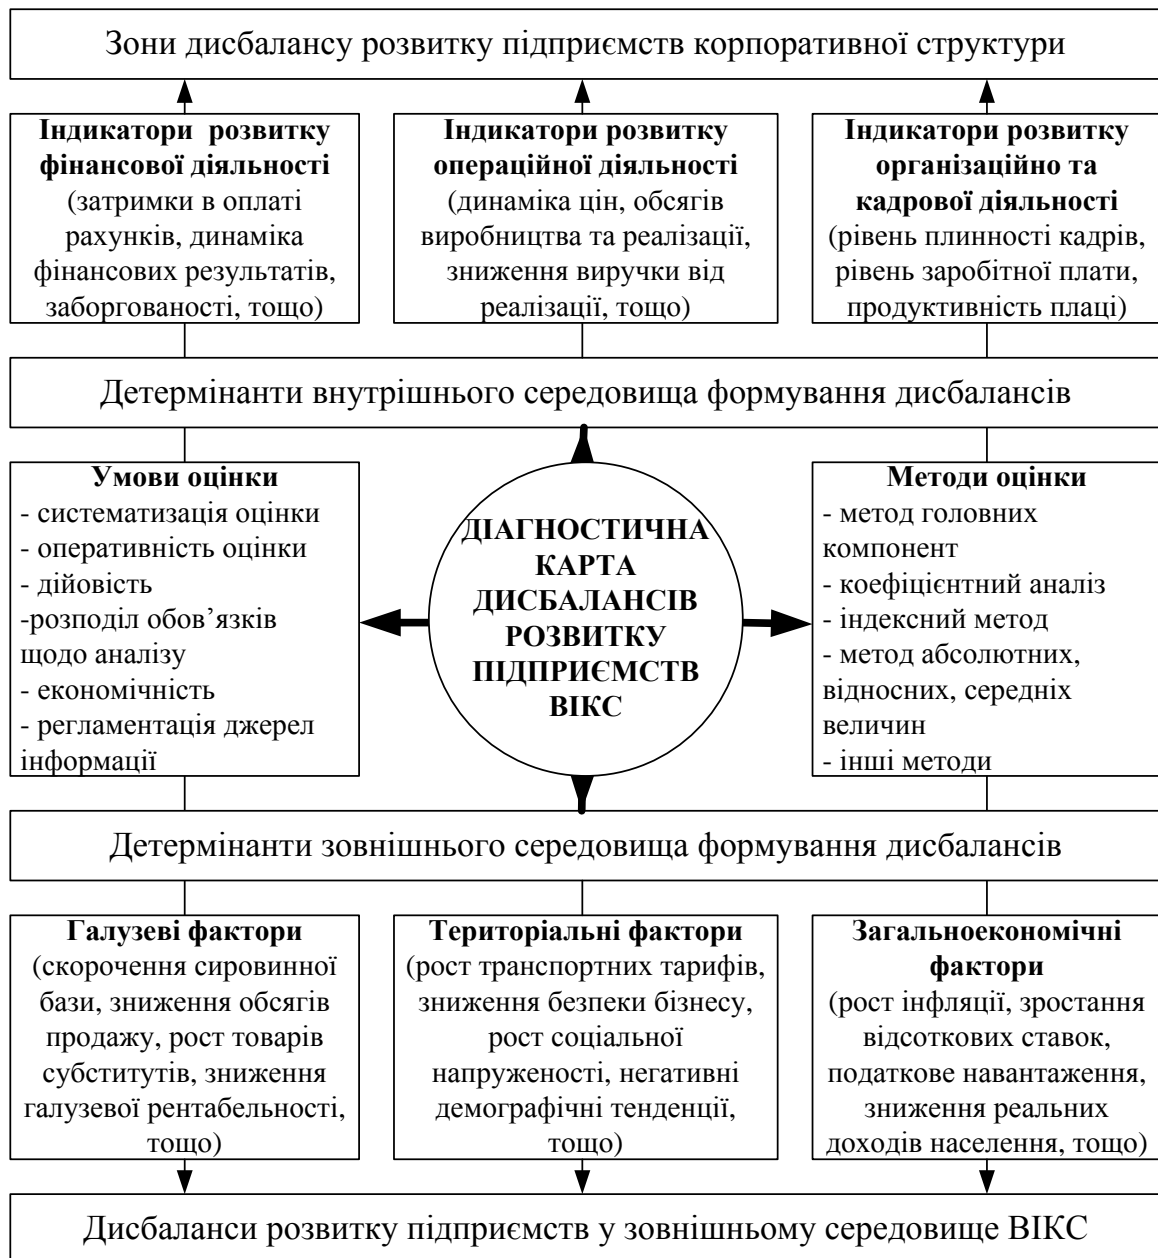 Зони дисбалансу розвитку підприємств корпоративної структури
Індикатори розвитку
фінансової діяльності
(затримки в оплаті
рахунків, динаміка
фінансових результатів,
заборгованості, тощо)
Індикатори розвитку
операційної діяльності
(динаміка цін, обсягів
виробництва та реалізації,
зниження виручки від
реалізації, тощо)
Індикатори розвитку
організаційно та
кадрової діяльності
(рівень плинності кадрів,
рівень заробітної плати,
продуктивність плаці)
Детермінанти внутрішнього середовища формування дисбалансів
Умови оцінки
- систематизація оцінки
- оперативність оцінки
- дійовість
-розподіл обов’язків
щодо аналізу
- економічність
- регламентація джерел
інформації
ДІАГНОСТИЧНА
КАРТА
ДИСБАЛАНСІВ
РОЗВИТКУ
ПІДПРИЄМСТВ
ВІКС
Методи оцінки
- метод головних
компонент
- коефіцієнтний аналіз
- індексний метод
- метод абсолютних,
відносних, середніх
величин
- інші методи
Детермінанти зовнішнього середовища формування дисбалансів
Галузеві фактори
(скорочення сировинної
бази, зниження обсягів
продажу, рост товарів
субститутів, зниження
галузевої рентабельності,
тощо)
Територіальні фактори
(рост транспортних тарифів,
зниження безпеки бізнесу,
рост соціальної
напруженості, негативні
демографічні тенденції,
тощо)
Загальноекономічні
фактори
(рост інфляції, зростання
відсоткових ставок,
податкове навантаження,
зниження реальних
доходів населення, тощо)
Дисбаланси розвитку підприємств у зовнішньому середовище ВІКС